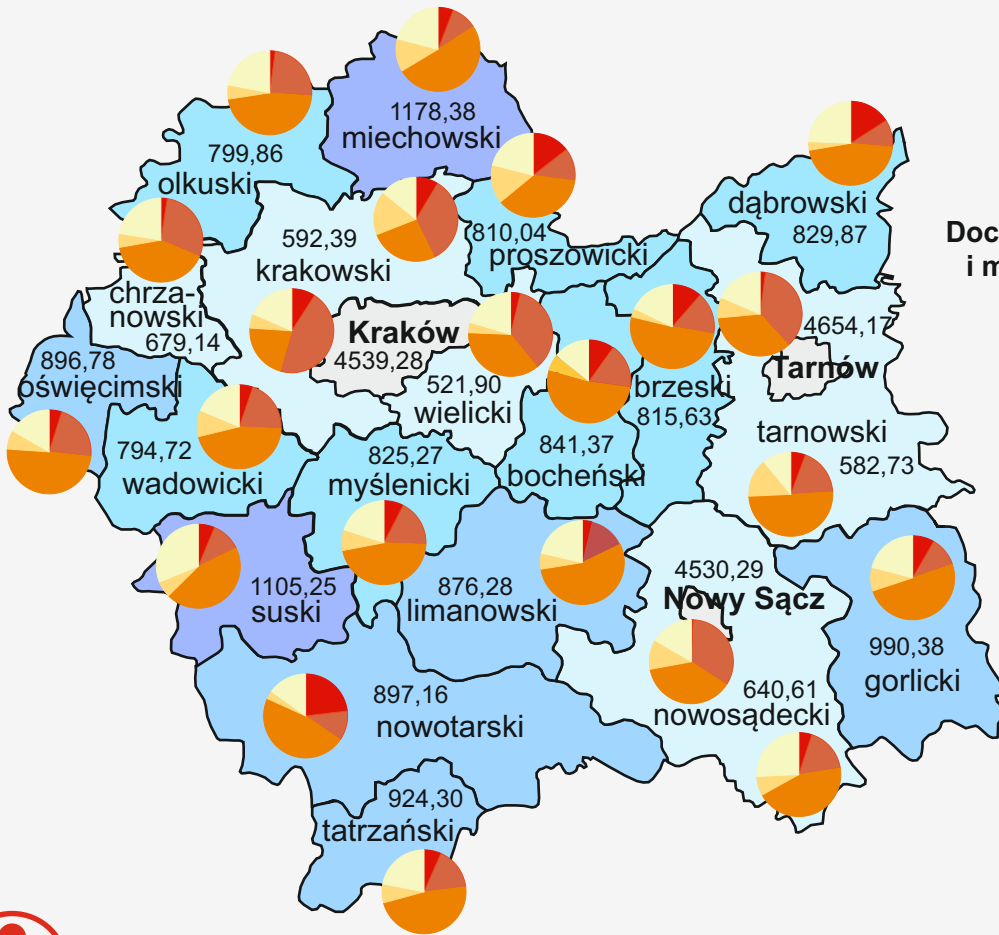 1178,38
miechowski
799,86
olkuski
dąbrowski
829,87
810,04
proszowicki
592,39
krakowski
Doc
i m
chrza-
nowski
679,14
Kraków
4539,28
4654,17
Tarnów
896,78
oświęcimski
521,90
wielicki
brzeski
815,63
794,72
wadowicki
825,27
myślenicki
841,37
bocheński
tarnowski
582,73
1105,25
suski
876,28
limanowski
4530,29
Nowy Sącz
990,38
gorlicki
897,16
nowotarski
640,61
nowosądecki
924,30
tatrzański